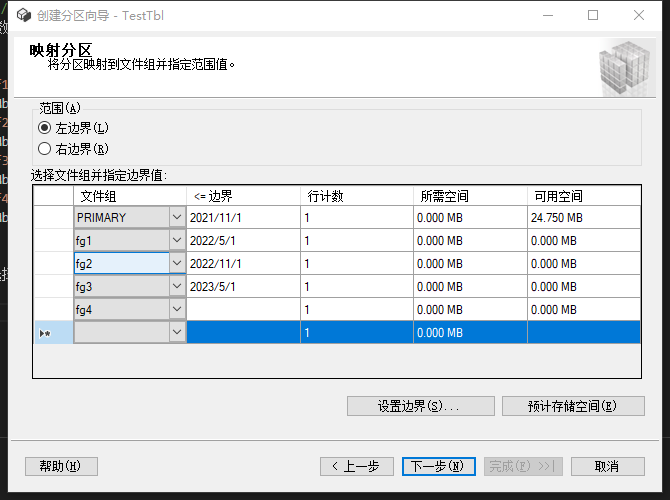 创建分区向导 - TestTbl
映射分区
将分区映射到文件组并指定范围值。
范围(A)
左边界(L)
右边界(R)
选择文件组并指定边界值:
文件组 <= 边界 行计数 所需空间 可用空间
PRIMARY 2021/11/1 1 0.000 MB 24.750 MB
fg1 2022/5/1 1 0.000 MB 0.000 MB
fg2 2022/11/1 1 0.000 MB 0.000 MB
fg3 2023/5/1 1 0.000 MB 0.000 MB
fg4 1 0.000 MB 0.000 MB
1 0.000 MB
设置边界(S)... 预计存储空间(E)
帮助(H) < 上一步 下一步(N) 完成(F) >>| 取消